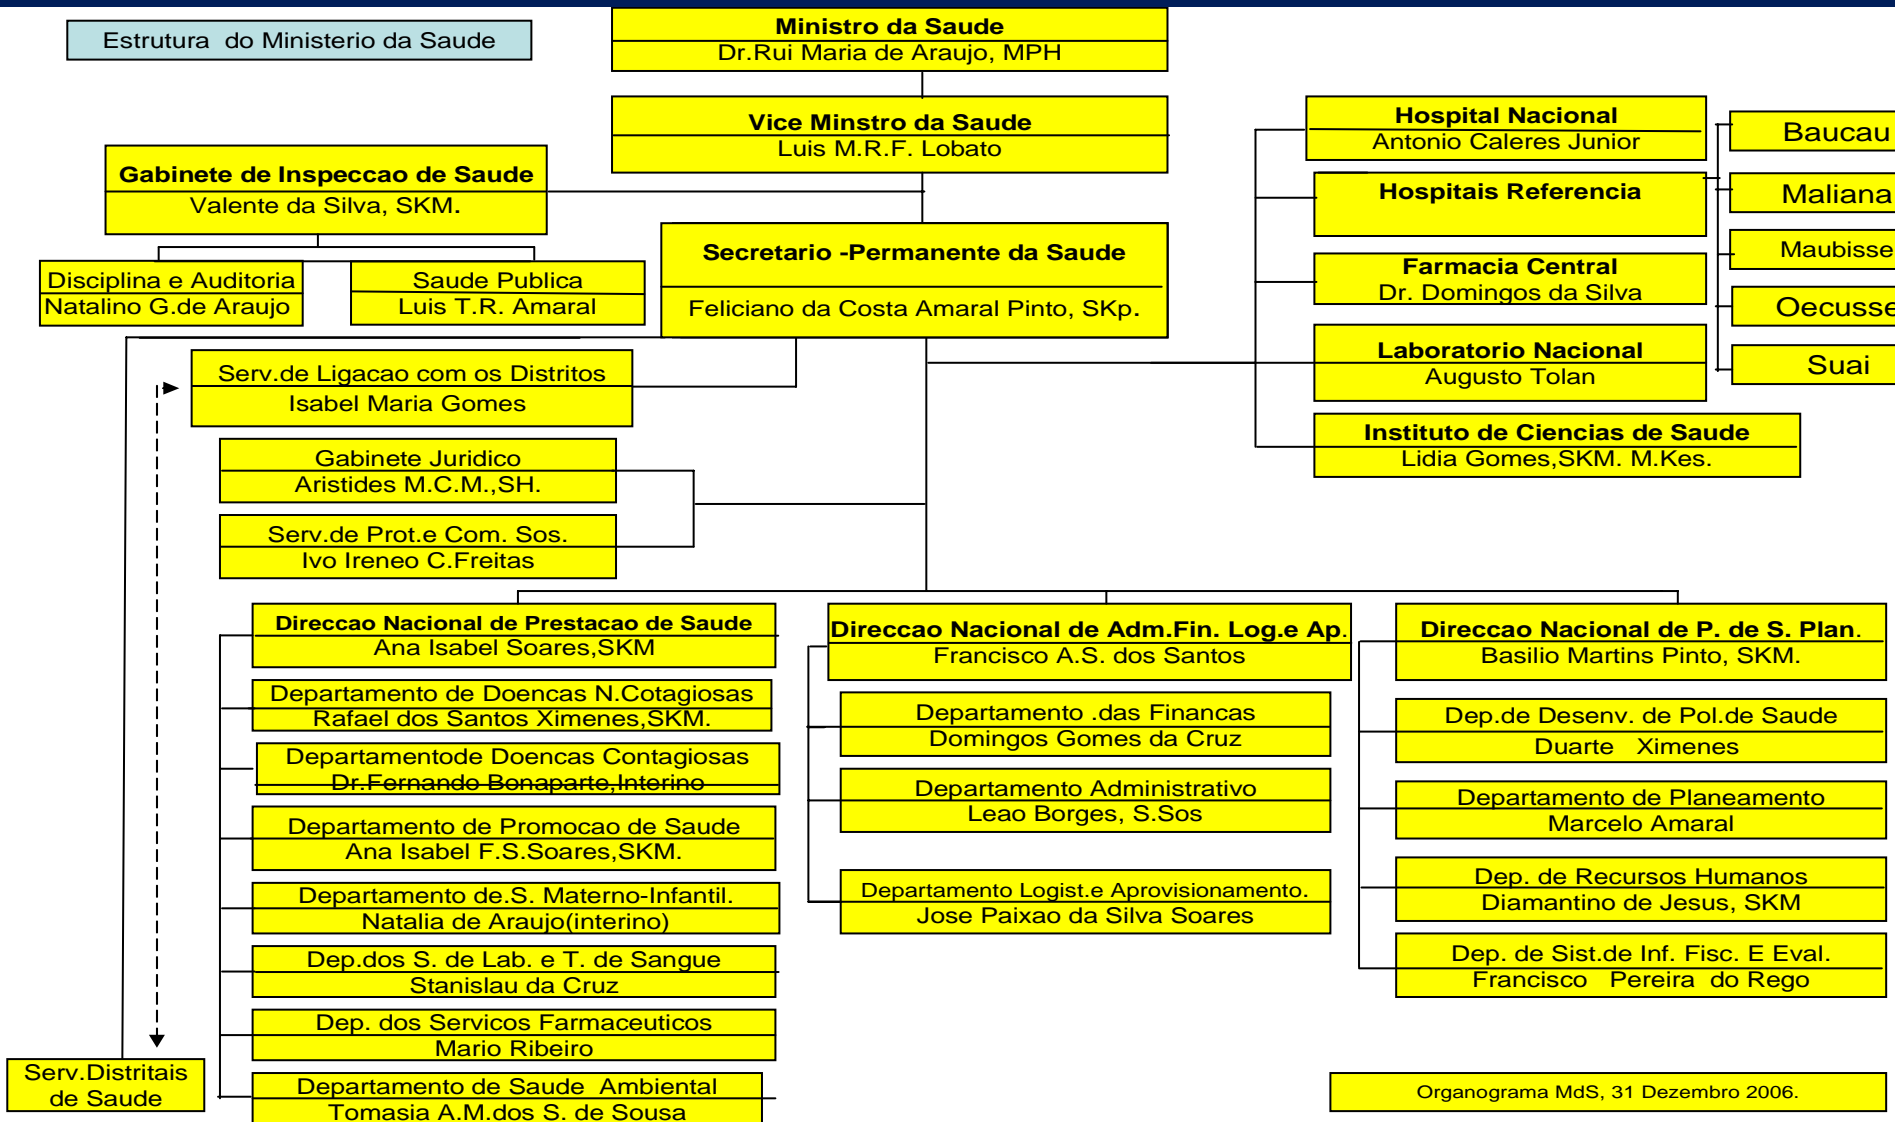 Estrutura do Ministerio da Saude
Ministro da Saude
Dr.Rui Maria de Araujo, MPH
Vice Minstro da Saude
Luis M.R.F. Lobato
Gabinete de Inspeccao de Saude
Valente da Silva, SKM.
Disciplina e Auditoria
Natalino G.de Araujo
Saude Publica
Luis T.R. Amaral
Secretario -Permanente da Saude
Feliciano da Costa Amaral Pinto, SKp.
Hospital Nacional
Antonio Caleres Junior
Hospitais Referencia
Baucau
Maliana
Maubisse
Oecusse
Suai
Farmacia Central
Dr. Domingos da Silva
Laboratorio Nacional
Augusto Tolan
Instituto de Ciencias de Saude
Lidia Gomes,SKM. M.Kes.
Serv.de Ligacao com os Distritos
Isabel Maria Gomes
Gabinete Juridico
Aristides M.C.M.,SH.
Serv.de Prot.e Com. Sos.
Ivo Ireneo C.Freitas
Direccao Nacional de Prestacao de Saude
Ana Isabel Soares,SKM
Departamento de Doencas N.Cotagiosas
Rafael dos Santos Ximenes,SKM.
Departamentode Doencas Contagiosas
Dr.Fernando Bonaparte,Interino
Departamento de Promocao de Saude
Ana Isabel F.S.Soares,SKM.
Departamento de.S. Materno-Infantil.
Natalia de Araujo(interino)
Dep.dos S. de Lab. e T. de Sangue
Stanislau da Cruz
Dep. dos Servicos Farmaceuticos
Mario Ribeiro
Departamento de Saude Ambiental
Tomasia A.M.dos S. de Sousa
Direccao Nacional de Adm.Fin. Log.e Ap.
Francisco A.S. dos Santos
Departamento .das Financas
Domingos Gomes da Cruz
Departamento Administrativo
Leao Borges, S.Sos
Departamento Logist.e Aprovisionamento.
Jose Paixao da Silva Soares
Direccao Nacional de P. de S. Plan.
Basilio Martins Pinto, SKM.
Dep.de Desenv. de Pol.de Saude
Duarte Ximenes
Departamento de Planeamento
Marcelo Amaral
Dep. de Recursos Humanos
Diamantino de Jesus, SKM
Dep. de Sist.de Inf. Fisc. E Eval.
Francisco Pereira do Rego
Serv.Distritais
de Saude
Organograma MdS, 31 Dezembro 2006.